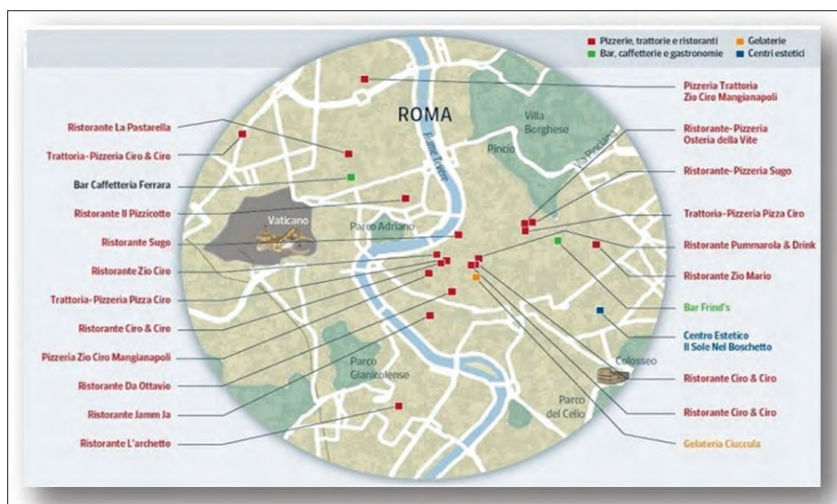 Pizzerie, trattorie e ristoranti
Gelaterie
Bar, caffetterie e gastronomie
Centri estetici
ROMA
Villa
Borghese
Pincio
Via Pinciana
Fiume Tevere
Vaticano
Parco Adriano
Parco
Gianicolense
Colosseo
Parco
del Celio
Ristorante La Pastarella
Trattoria-Pizzeria Ciro & Ciro
Bar Caffetteria Ferrara
Ristorante Il Pizzicotto
Ristorante Sugo
Ristorante Zio Ciro
Trattoria-Pizzeria Pizza Ciro
Ristorante Ciro & Ciro
Pizzeria Zio Ciro Mangianapoli
Ristorante Da Ottavio
Ristorante Jamm Ja
Ristorante L'archetto
Pizzeria Trattoria
Zio Ciro Mangianapoli
Ristorante-Pizzeria
Osteria della Vite
Ristorante-Pizzeria Sugo
Trattoria-Pizzeria Pizza Ciro
Ristorante Pummarola & Drink
Ristorante Zio Mario
Bar Frind's
Centro Estetico
Il Sole Nel Boschetto
Ristorante Ciro & Ciro
Ristorante Ciro & Ciro
Gelateria Ciuccula